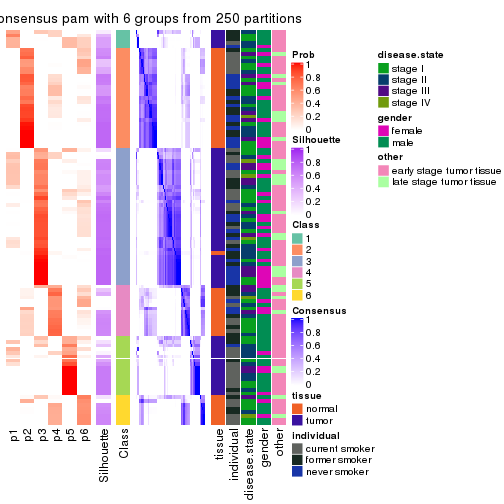 onsensus pam with 6 groups from 250 partitions
Prob
1
0.8
0.6
0.4
0.2
0
Silhouette
1
0.8
0.6
0.4
0.2
0
Class
1
2
3
4
5
6
Consensus
1
0.8
0.6
0.4
0.2
0
tissue
normal
tumor
individual
current smoker
former smoker
never smoker
disease.state
stage I
stage II
stage III
stage IV
gender
female
male
other
early stage tumor tissue
late stage tumor tissue
p1
p2
p3
p4
p5
p6
Silhouette
Class
tissue
individual
disease.state
gender
other